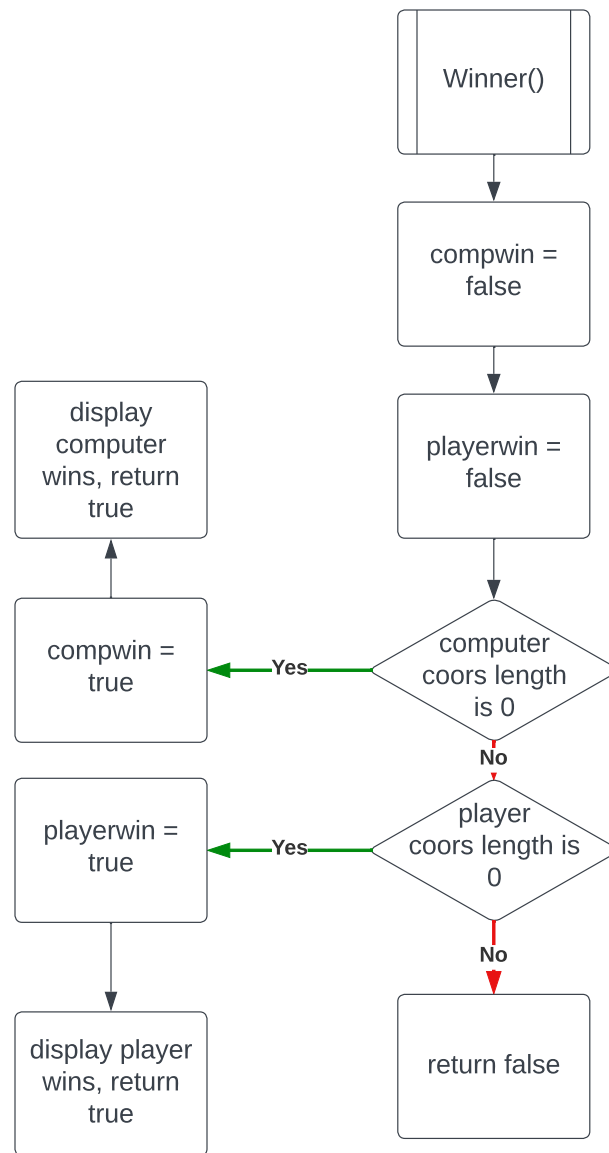 Winner()
compwin =
false
playerwin =
false
display
computer
wins, return
true
compwin =
true
Yes
computer
coors length
is 0
No
playerwin =
true
Yes
player
coors length is
0
No
display player
wins, return
true
return false